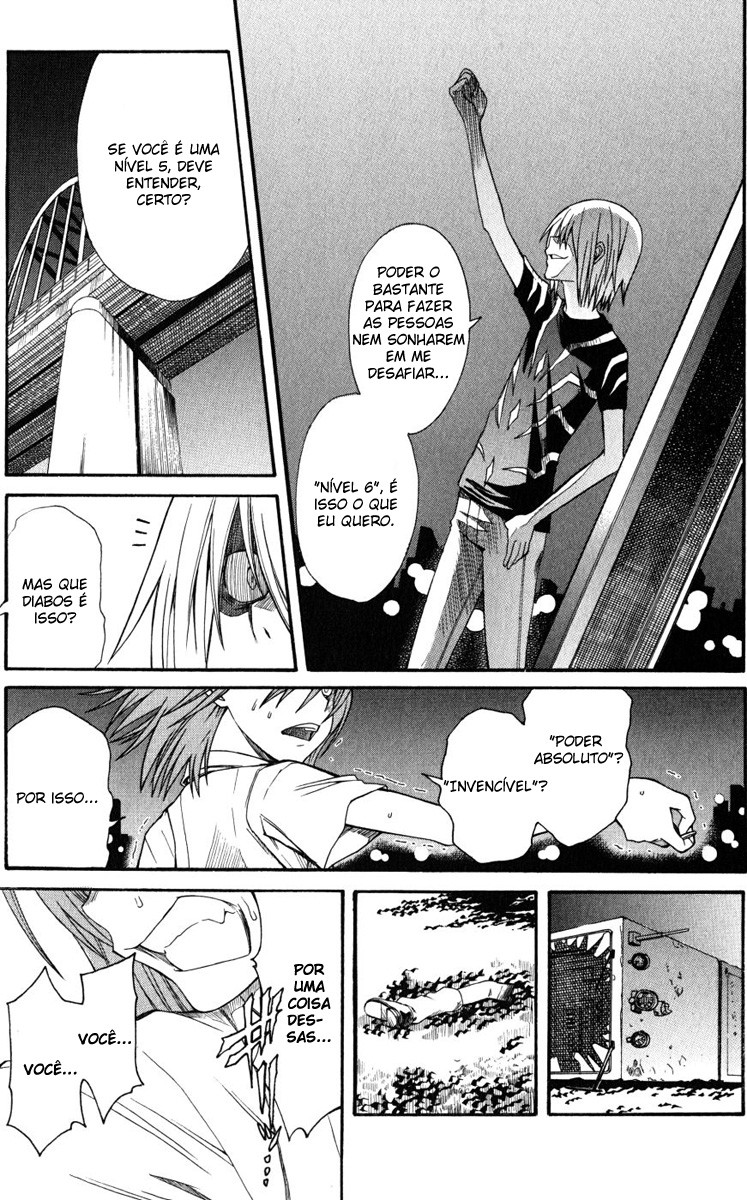 PODER O
BASTANTE
PARA FAZER
AS PESSOAS
NEM SONHAREM
EM ME
DESAFIAR...
"NÍVEL 6", É
ISSO O QUE
EU QUERO.
SE VOCÊ É UMA
NÍVEL 5, DEVE
ENTENDER,
CERTO?
MAS QUE
DIABOS É
ISSO?
"PODER
ABSOLUTO"?
"INVENCÍVEL"?
POR ISSO...
POR
UMA
COISA
DES-
SAS...
VOCÊ...
VOCÊ...